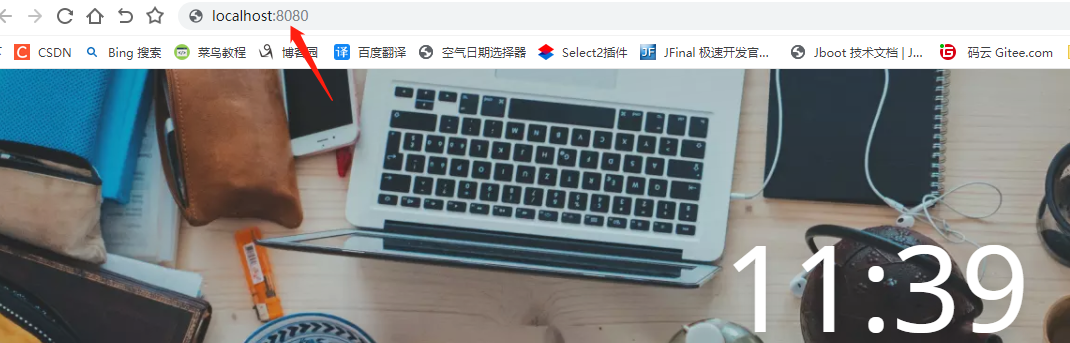 localhost:8080
CSDN Bing 搜索 菜鸟教程 博客园 译 百度翻译 空气日期选择器 Select2插件 JF JFinal 极速开发官... Jboot 技术文档 | J... G 码云 Gitee.com
11:39